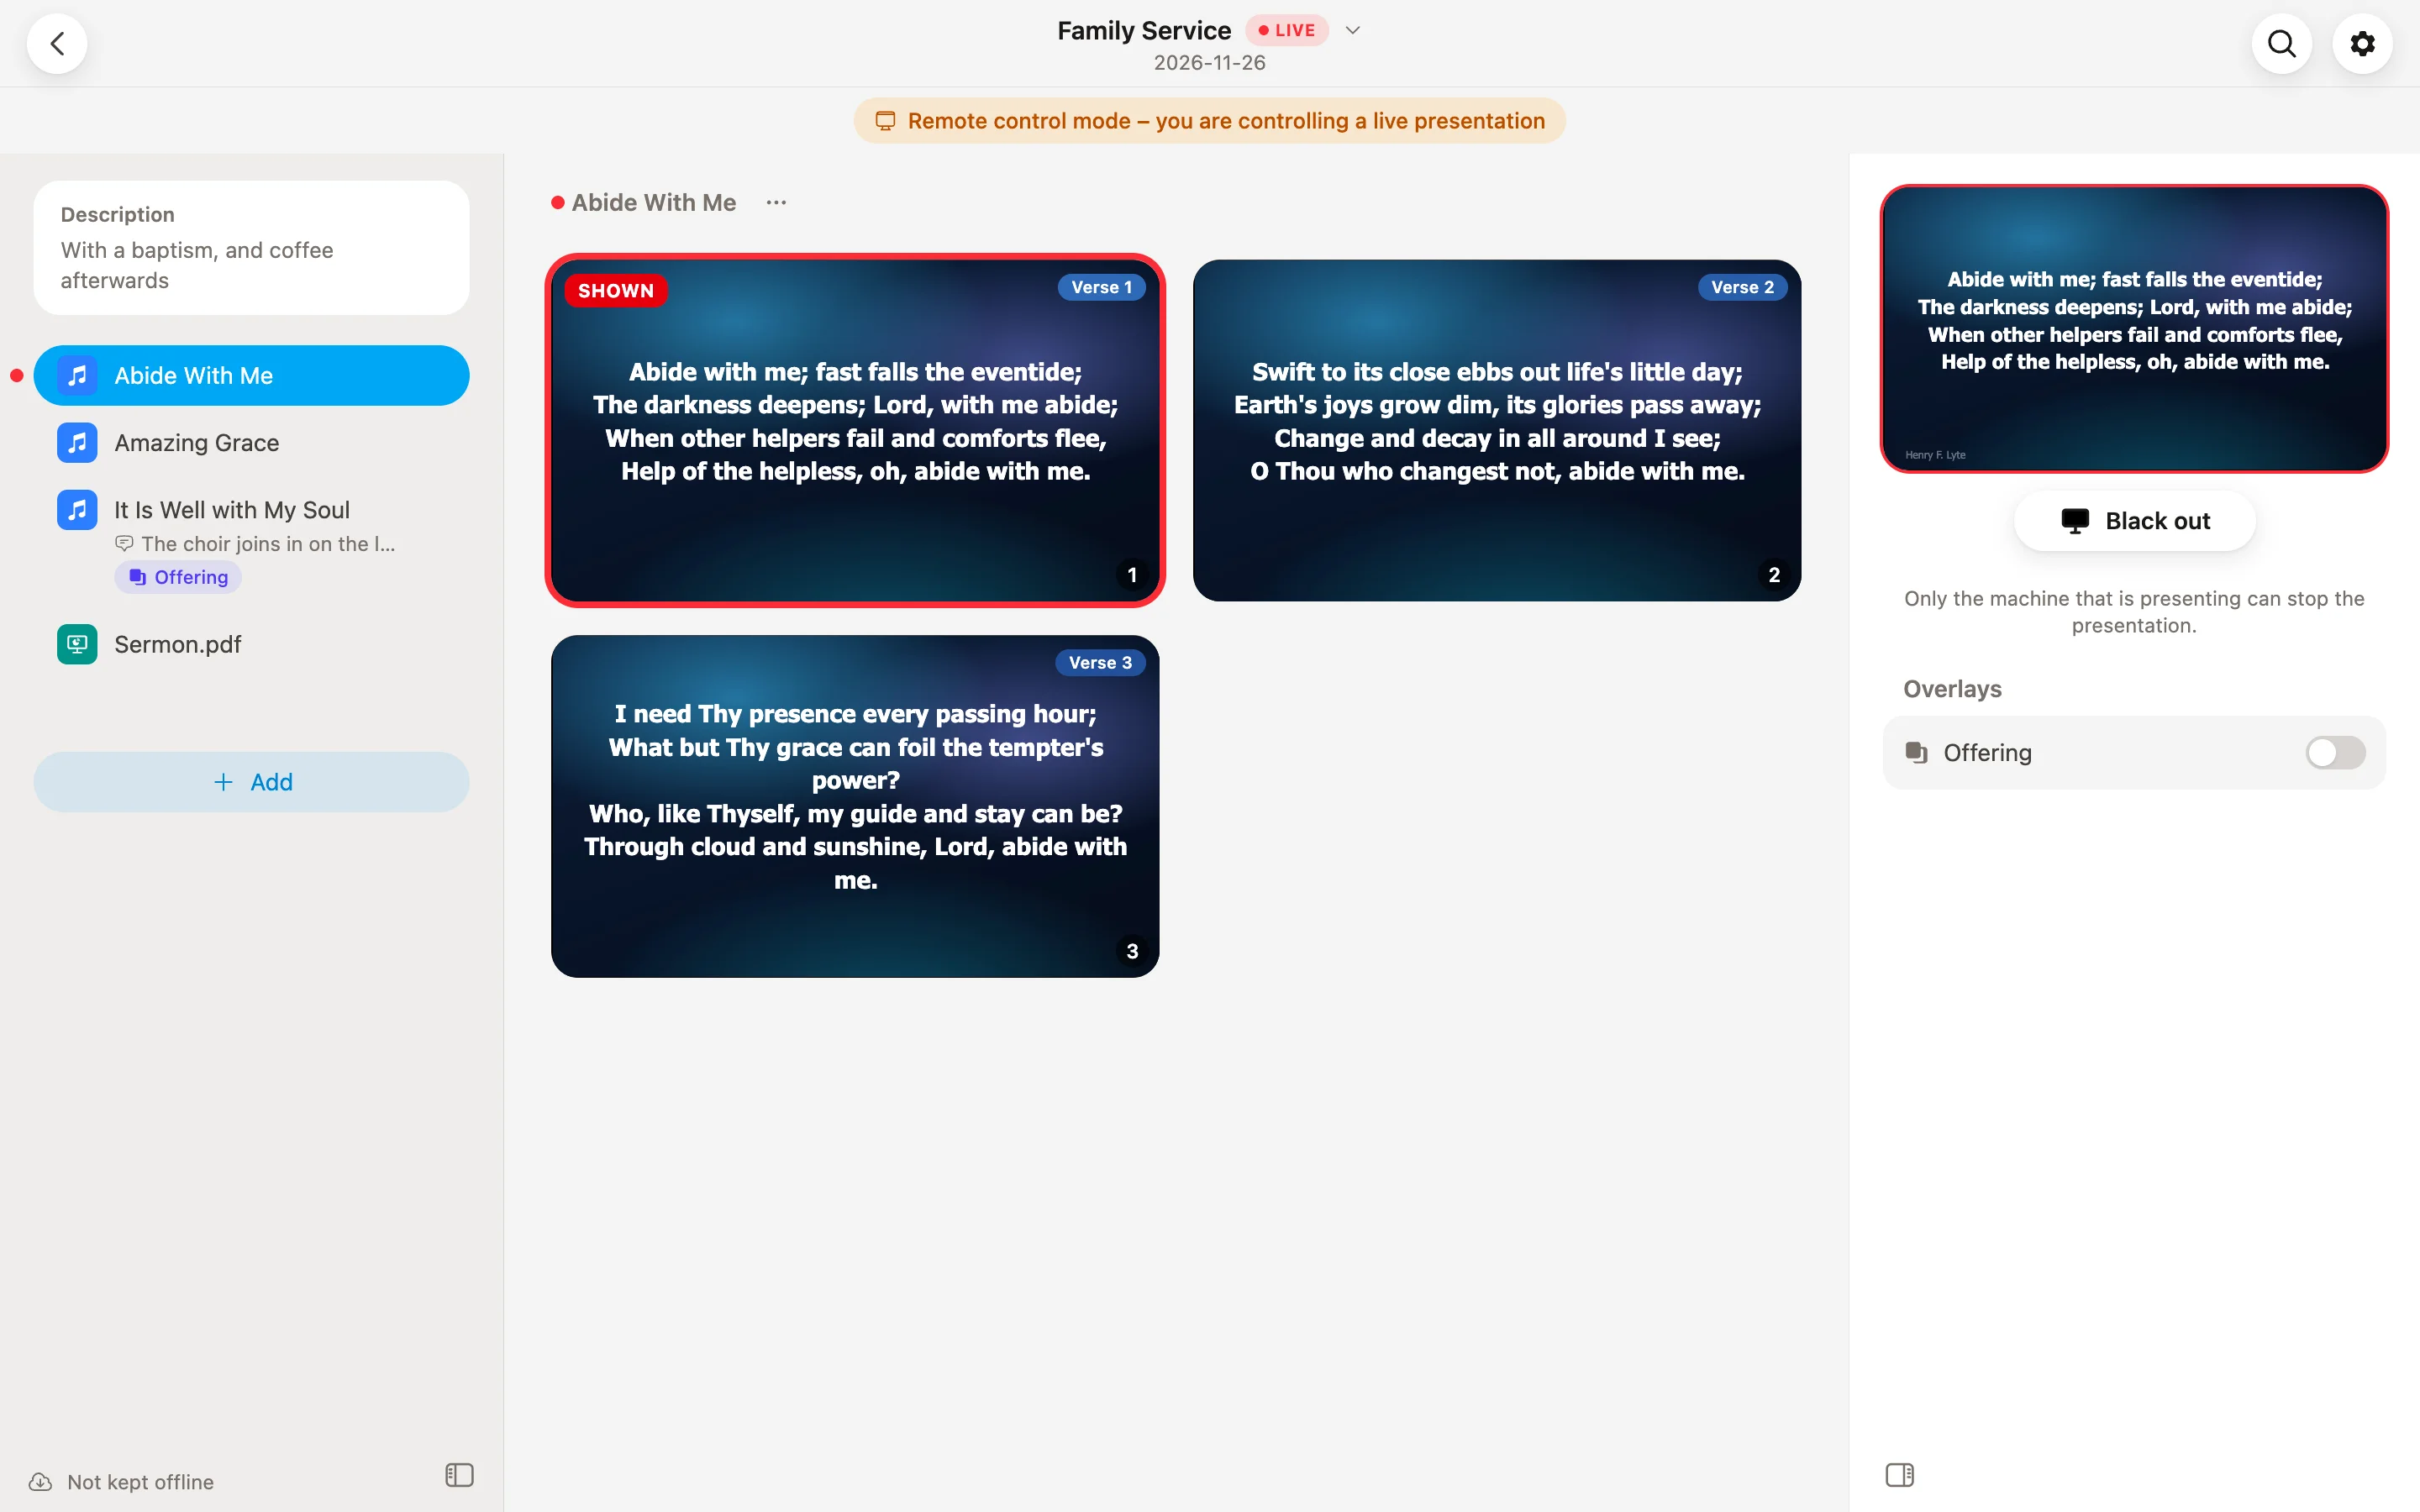 Family Service
LIVE
2026-11-26
Remote control mode – you are controlling a live presentation
Description
With a baptism, and coffee
afterwards
Abide With Me
Amazing Grace
It Is Well with My Soul
The choir joins in on the l...
Offering
Sermon.pdf
Add
Not kept offline
Abide With Me
SHOWN
Verse 1
Abide with me; fast falls the eventide;
The darkness deepens; Lord, with me abide;
When other helpers fail and comforts flee,
Help of the helpless, oh, abide with me.
1
Verse 2
Swift to its close ebbs out life's little day;
Earth's joys grow dim, its glories pass away;
Change and decay in all around I see;
O Thou who changest not, abide with me.
2
Verse 3
I need Thy presence every passing hour;
What but Thy grace can foil the tempter's
power?
Who, like Thyself, my guide and stay can be?
Through cloud and sunshine, Lord, abide with
me.
3
Abide with me; fast falls the eventide;
The darkness deepens; Lord, with me abide;
When other helpers fail and comforts flee,
Help of the helpless, oh, abide with me.
Henry F. Lyte
Black out
Only the machine that is presenting can stop the
presentation.
Overlays
Offering